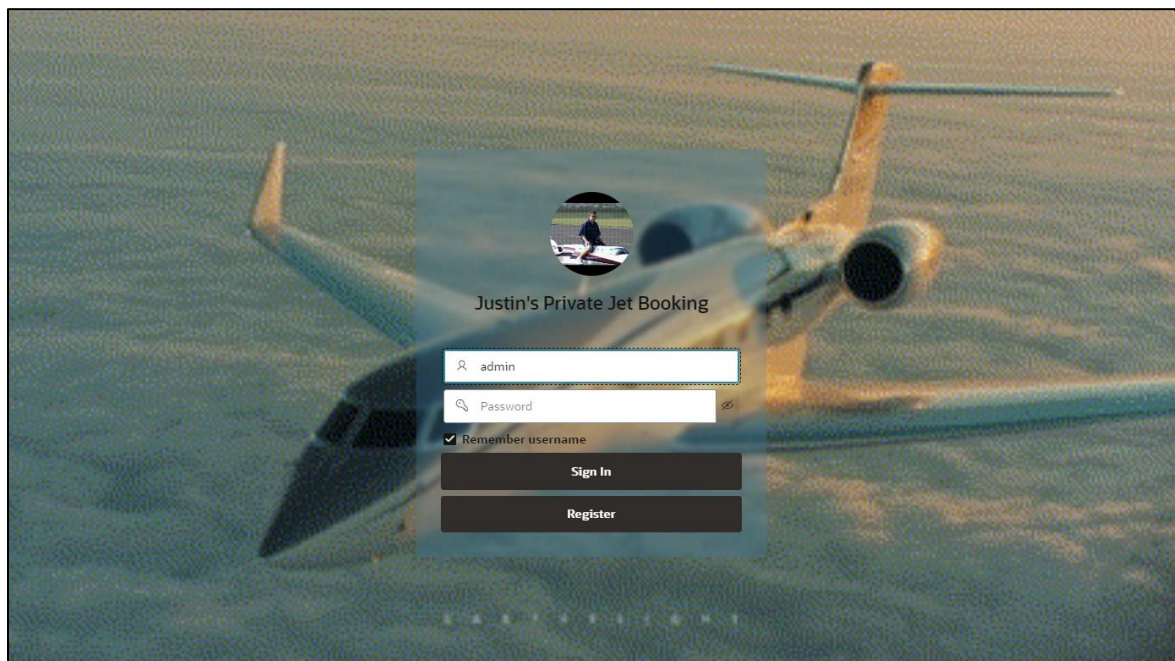 Justin's Private Jet Booking
admin
Password
Remember username
Sign In
Register